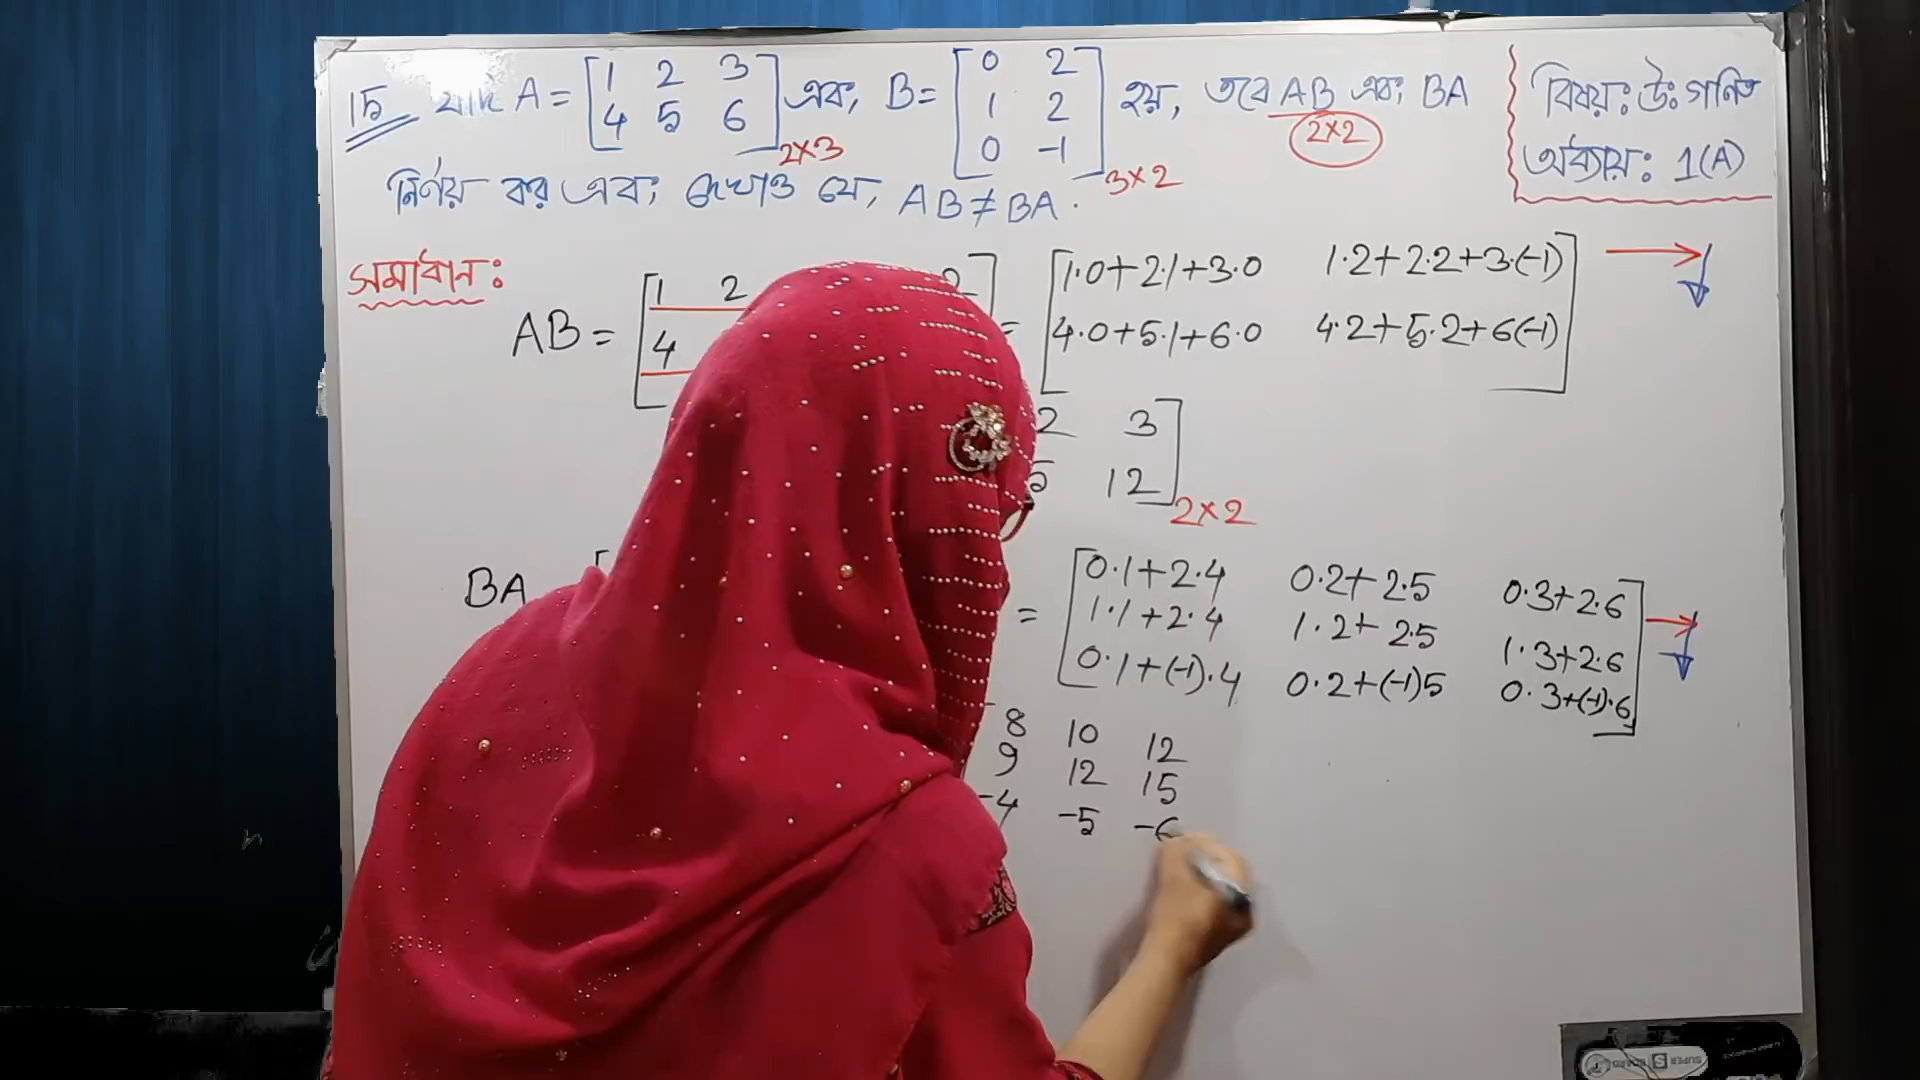 15 যদি A = [1 2 3 4 5 6] 2×3 এবং B = [0 2 1 2 0 -1] 3×2 হয়, তবে AB এবং BA
2×2
নির্ণয় কর এবং দেখাও যে, AB ≠ BA.
বিষয়ঃ উঃ গনিত
অধ্যায়ঃ 1(A)
সমাধানঃ
AB = [1 2
4
= [1·0+2·1+3·0 1·2+2·2+3·(-1)]
4·0+5·1+6·0 4·2+5·2+6(-1)
2 3
5 12] 2×2
BA
= [0·1+2·4 0·2+2·5 0·3+2·6]
1·1+2·4 1·2+2·5 1·3+2·6
0·1+(-1)·4 0·2+(-1)5 0·3+(-1)·6
8 10 12
9 12 15
-4 -5 -6